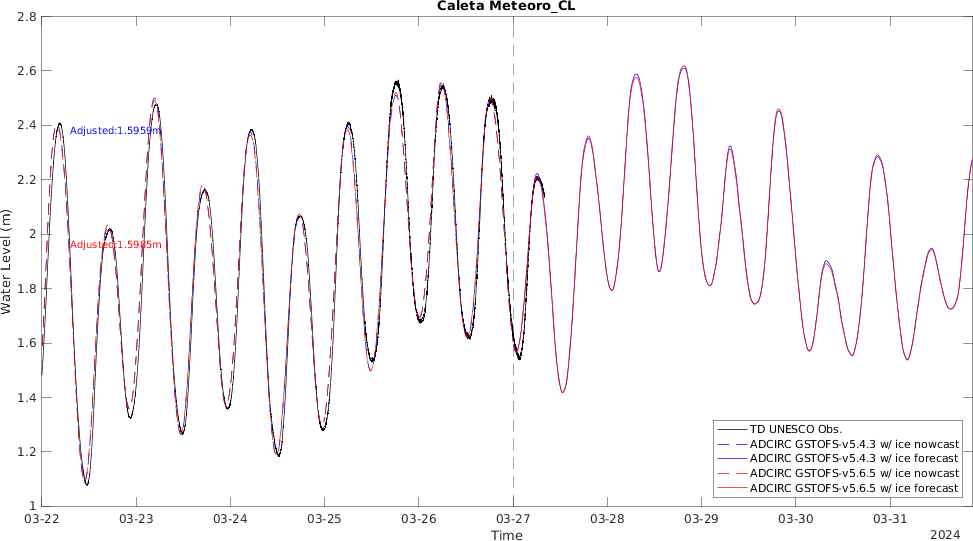 Caleta Meteoro_CL
2.8
2.6
2.4
2.2
2
1.8
1.6
1.4
1.2
1
Water Level (m)
Adjusted:1.5959m
Adjusted:1.5985m
TD UNESCO Obs.
ADCIRC GSTOFS-v5.4.3 w/ ice nowcast
ADCIRC GSTOFS-v5.4.3 w/ ice forecast
ADCIRC GSTOFS-v5.6.5 w/ ice nowcast
ADCIRC GSTOFS-v5.6.5 w/ ice forecast
03-22 03-23 03-24 03-25 03-26 03-27 03-28 03-29 03-30 03-31
Time
2024